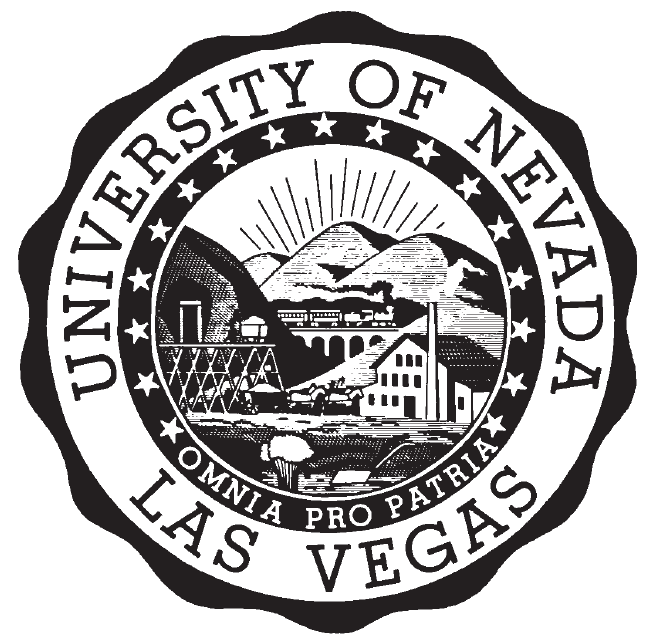 UNIVERSITY OF NEVADA
OMNIA PRO PATRIA
LAS VEGAS